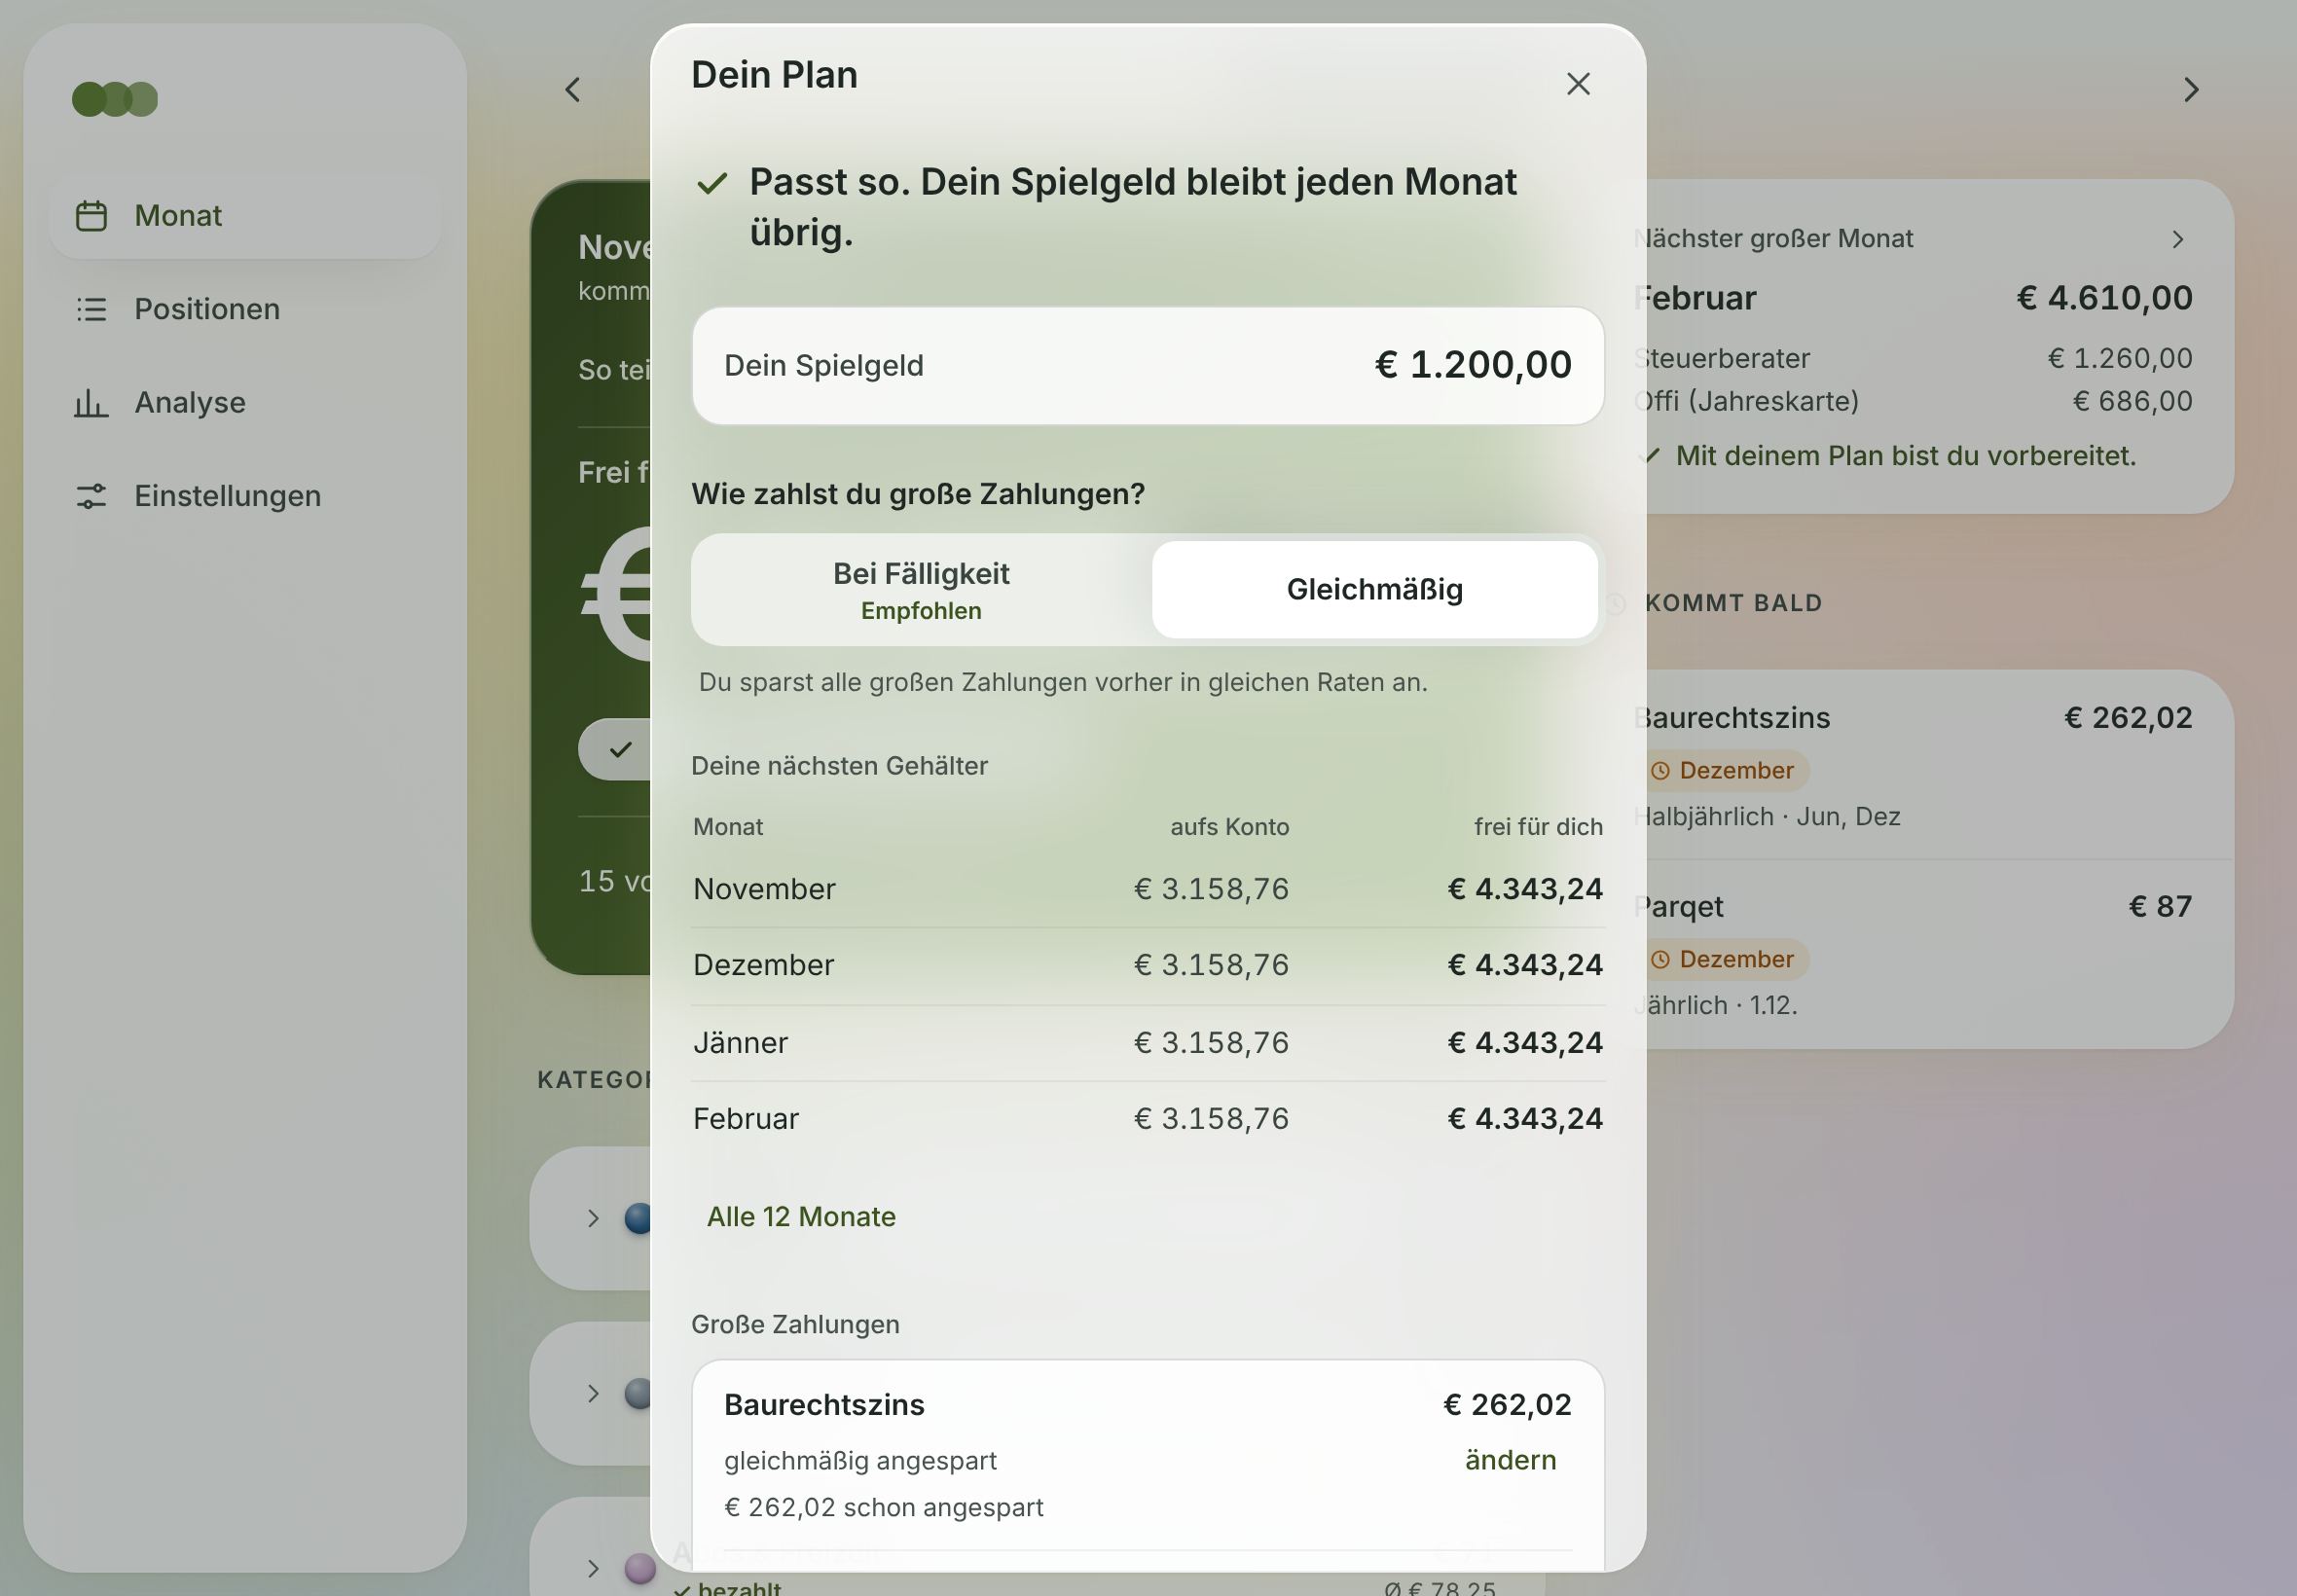 Monat
Positionen
Analyse
Einstellungen
Dein Plan
Passt so. Dein Spielgeld bleibt jeden Monat
übrig.
Dein Spielgeld € 1.200,00
Wie zahlst du große Zahlungen?
Bei Fälligkeit
Empfohlen
Gleichmäßig
Du sparst alle großen Zahlungen vorher in gleichen Raten an.
Deine nächsten Gehälter
Monat aufs Konto frei für dich
November € 3.158,76 € 4.343,24
Dezember € 3.158,76 € 4.343,24
Jänner € 3.158,76 € 4.343,24
Februar € 3.158,76 € 4.343,24
Alle 12 Monate
Große Zahlungen
Baurechtszins € 262,02
gleichmäßig angespart ändern
€ 262,02 schon angespart
bezahlt Ø € 78,25
So
Frei
€
15
Nächster großer Monat
Februar € 4.610,00
Steuerberater € 1.260,00
Offi (Jahreskarte) € 686,00
Mit deinem Plan bist du vorbereitet.
KOMMT BALD
Baurechtszins € 262,02
Dezember
Halbjährlich · Jun, Dez
Parqet € 87
Dezember
Jährlich · 1.12.